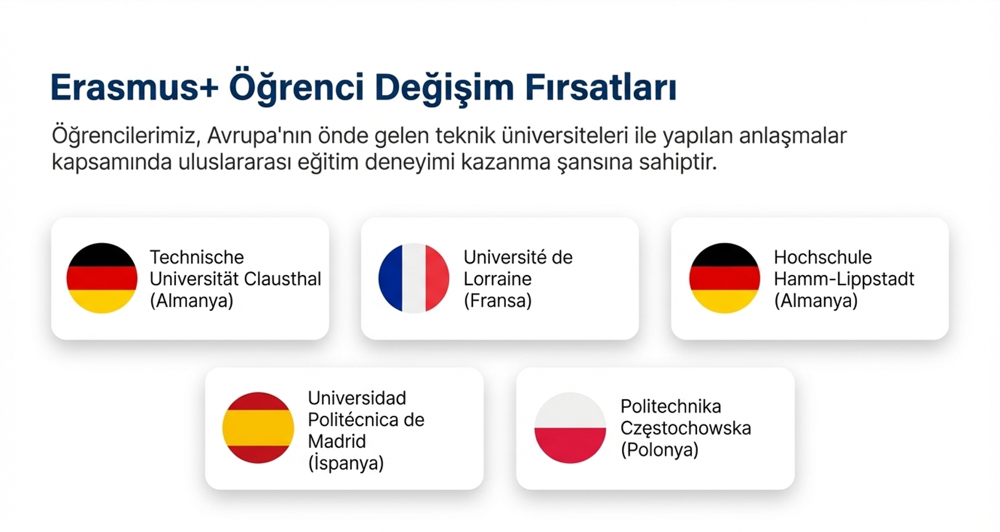 Erasmus+ Öğrenci Değişim Fırsatları
Öğrencilerimiz, Avrupa'nın önde gelen teknik üniversiteleri ile yapılan anlaşmalar
kapsamında uluslararası eğitim deneyimi kazanma şansına sahiptir.
Technische
Universität Clausthal
(Almanya)
Université de
Lorraine
(Fransa)
Hochschule
Hamm-Lippstadt
(Almanya)
Universidad
Politécnica de
Madrid
(İspanya)
Politechnika
Częstochowska
(Polonya)